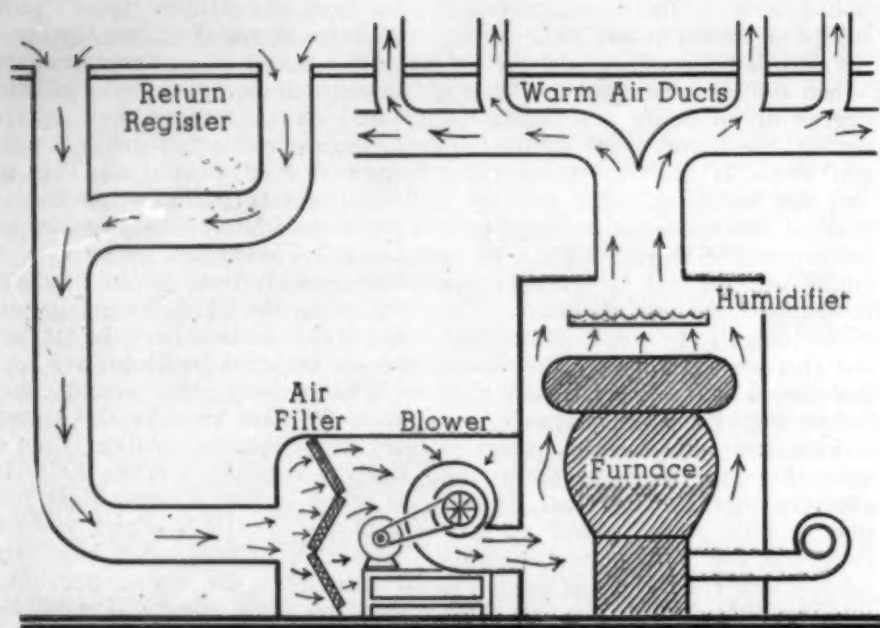 Return
Register
Warm Air Ducts
Humidifier
Air
Filter
Blower
Furnace